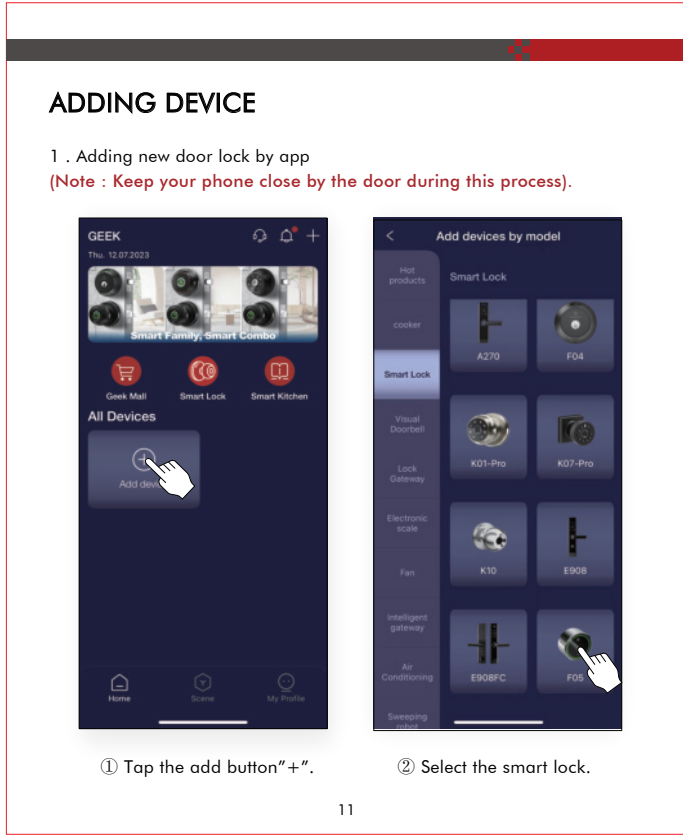 ADDING DEVICE
1 . Adding new door lock by app
(Note : Keep your phone close by the door during this process).
GEEK
Thu. 12.07.2023
Smart Family, Smart Combo
Geek Mall
Smart Lock
Smart Kitchen
All Devices
Add devi
Home
Scene
My Profile
Add devices by model
Hot
products
cooker
Smart Lock
Visual
Doorbell
Lock
Gateway
Electronic
scale
Fan
Intelligent
gateway
Air
Conditioning
Sweeping
robot
Smart Lock
A270
F04
K01-Pro
K07-Pro
K10
E908
E908FC
F05
① Tap the add button"+".
② Select the smart lock.
11